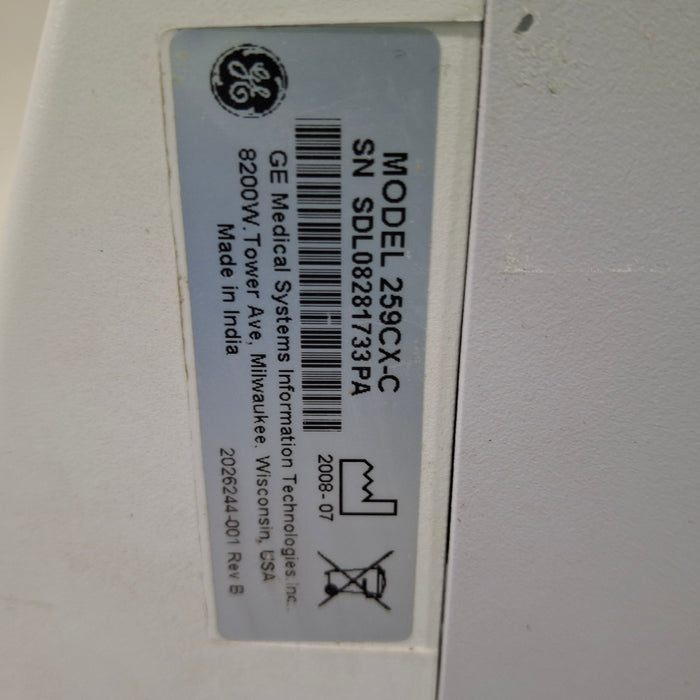 MODEL 259CX-C
SN SDL08281733PA
2008-07
GE Medical Systems Information Technologies Inc.
8200W.Tower Ave, Milwaukee. Wisconsin, USA
Made in India
2026244-001 Rev B
GE